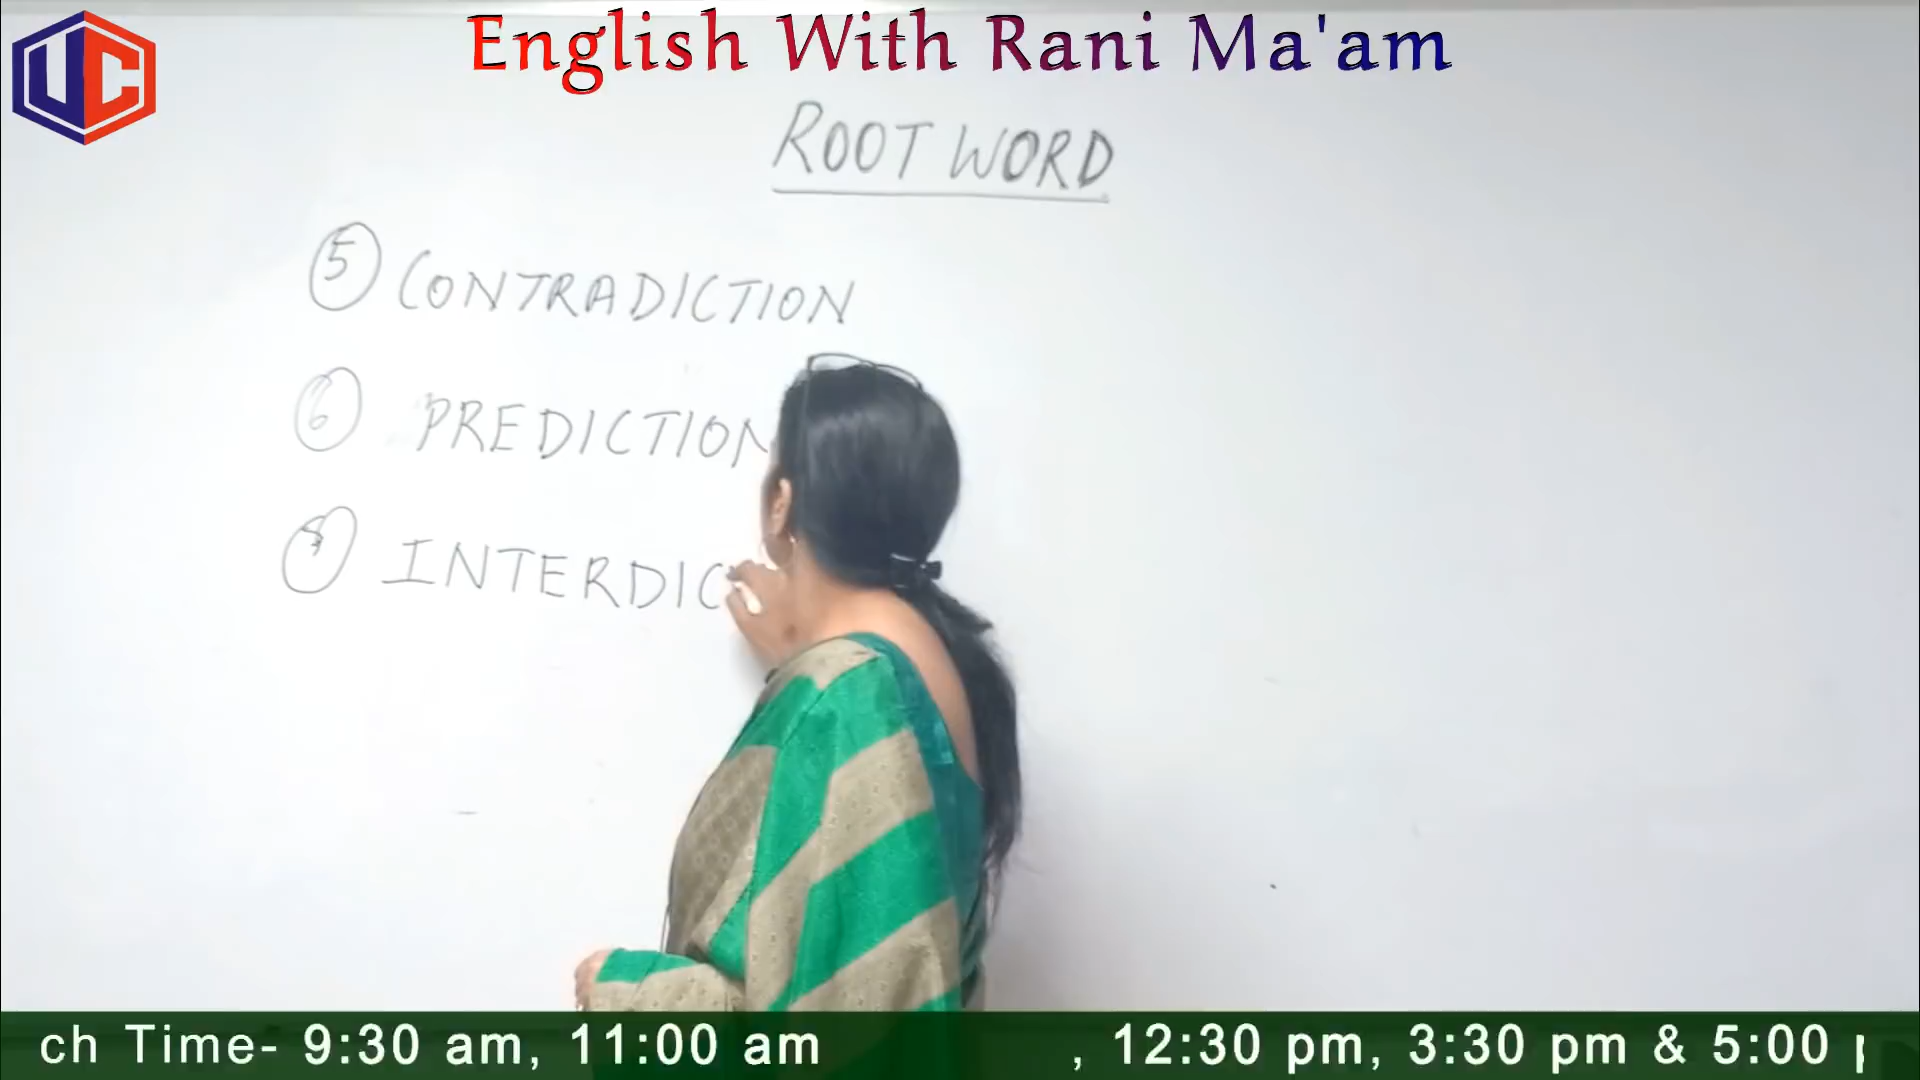 UC
English With Rani Ma'am
ROOT WORD
5 CONTRADICTION
6 PREDICTION
INTERDIC
ch Time- 9:30 am, 11:00 am , 12:30 pm, 3:30 pm & 5:00